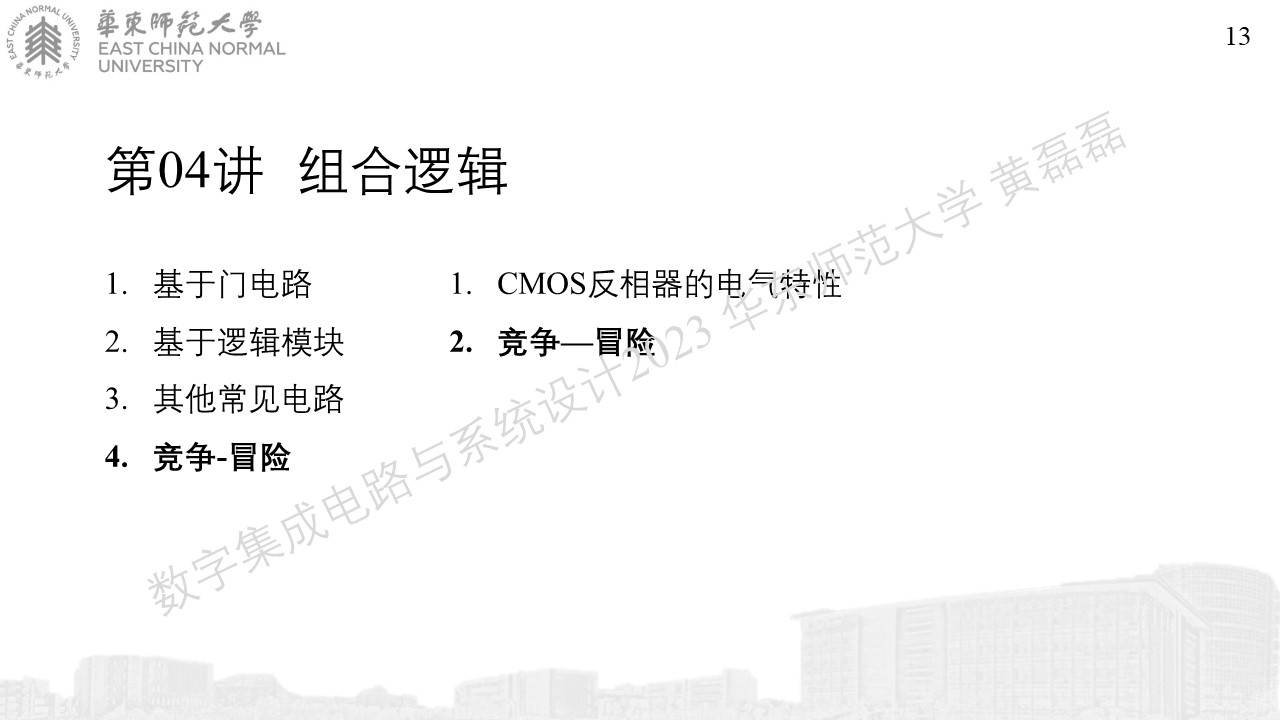 華東師範大學
EAST CHINA NORMAL
UNIVERSITY
EAST CHINA NORMAL UNIVERSITY
華東师范大学
13
第04讲 组合逻辑
1. 基于门电路
2. 基于逻辑模块
3. 其他常见电路
4. 竞争-冒险
1. CMOS反相器的电气特性
2. 竞争—冒险
数字集成电路与系统设计2023 华东师范大学 黄磊磊